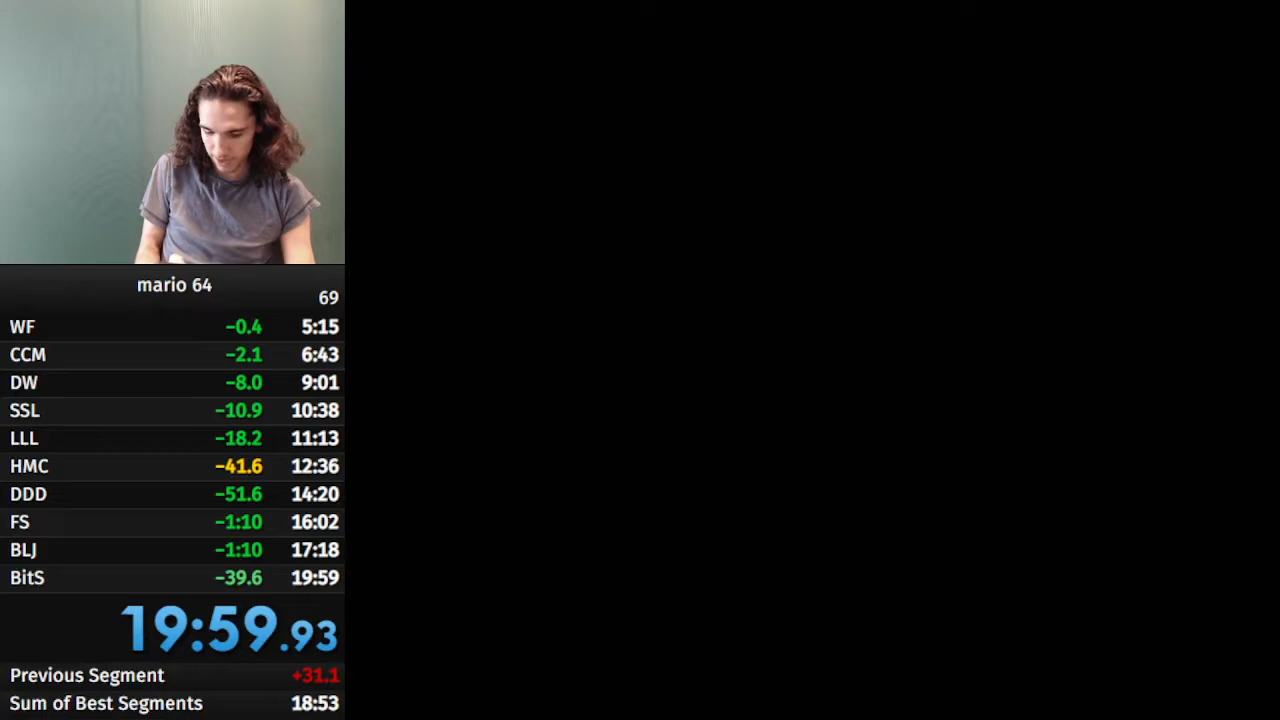 mario 64
69
WF −0.4 5:15
CCM −2.1 6:43
DW −8.0 9:01
SSL −10.9 10:38
LLL −18.2 11:13
HMC −41.6 12:36
DDD −51.6 14:20
FS −1:10 16:02
BLJ −1:10 17:18
BitS −39.6 19:59
19:59.93
Previous Segment +31.1
Sum of Best Segments 18:53